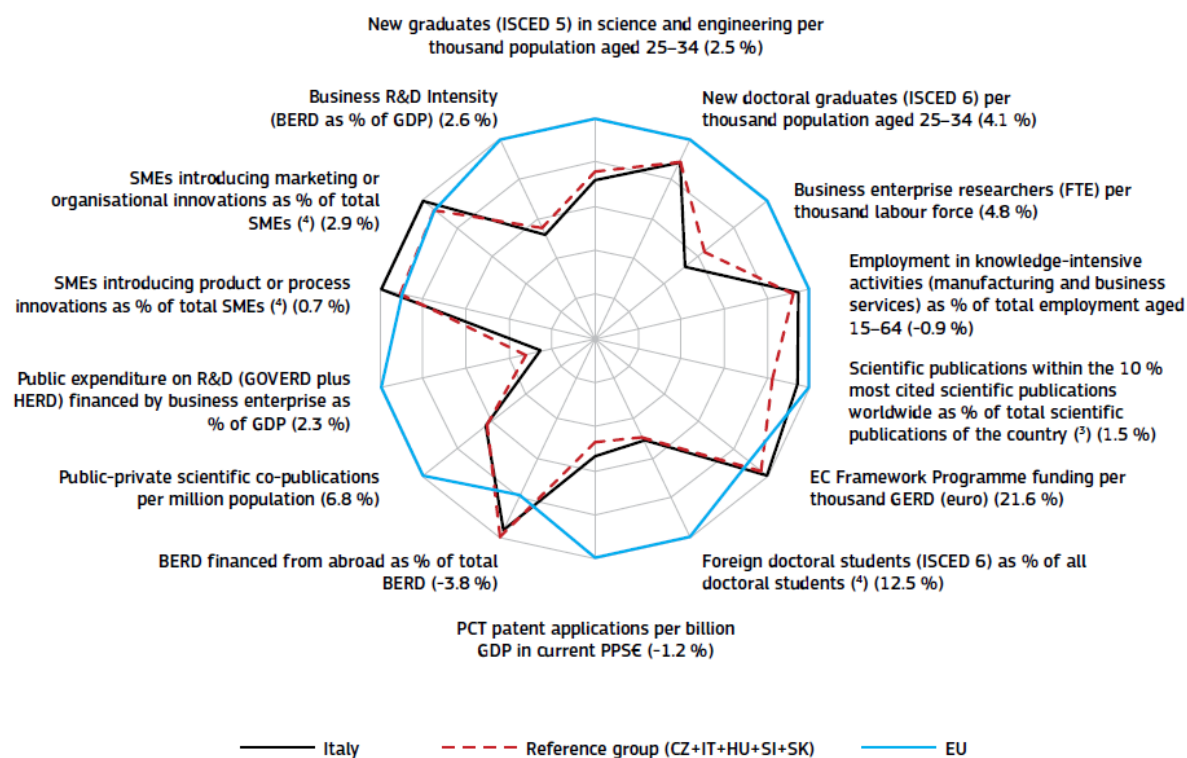 New graduates (ISCED 5) in science and engineering per
thousand population aged 25–34 (2.5 %)
Business R&D Intensity
(BERD as % of GDP) (2.6 %)
New doctoral graduates (ISCED 6) per
thousand population aged 25–34 (4.1 %)
SMEs introducing marketing or
organisational innovations as % of total
SMEs (⁴) (2.9 %)
Business enterprise researchers (FTE) per
thousand labour force (4.8 %)
SMEs introducing product or process
innovations as % of total SMEs (⁴) (0.7 %)
Employment in knowledge-intensive
activities (manufacturing and business
services) as % of total employment aged
15–64 (-0.9 %)
Public expenditure on R&D (GOVERD plus
HERD) financed by business enterprise as
% of GDP (2.3 %)
Scientific publications within the 10 %
most cited scientific publications
worldwide as % of total scientific
publications of the country (³) (1.5 %)
Public-private scientific co-publications
per million population (6.8 %)
EC Framework Programme funding per
thousand GERD (euro) (21.6 %)
BERD financed from abroad as % of total
BERD (-3.8 %)
Foreign doctoral students (ISCED 6) as % of all
doctoral students (⁴) (12.5 %)
PCT patent applications per billion
GDP in current PPS€ (-1.2 %)
Italy
Reference group (CZ+IT+HU+SI+SK)
EU